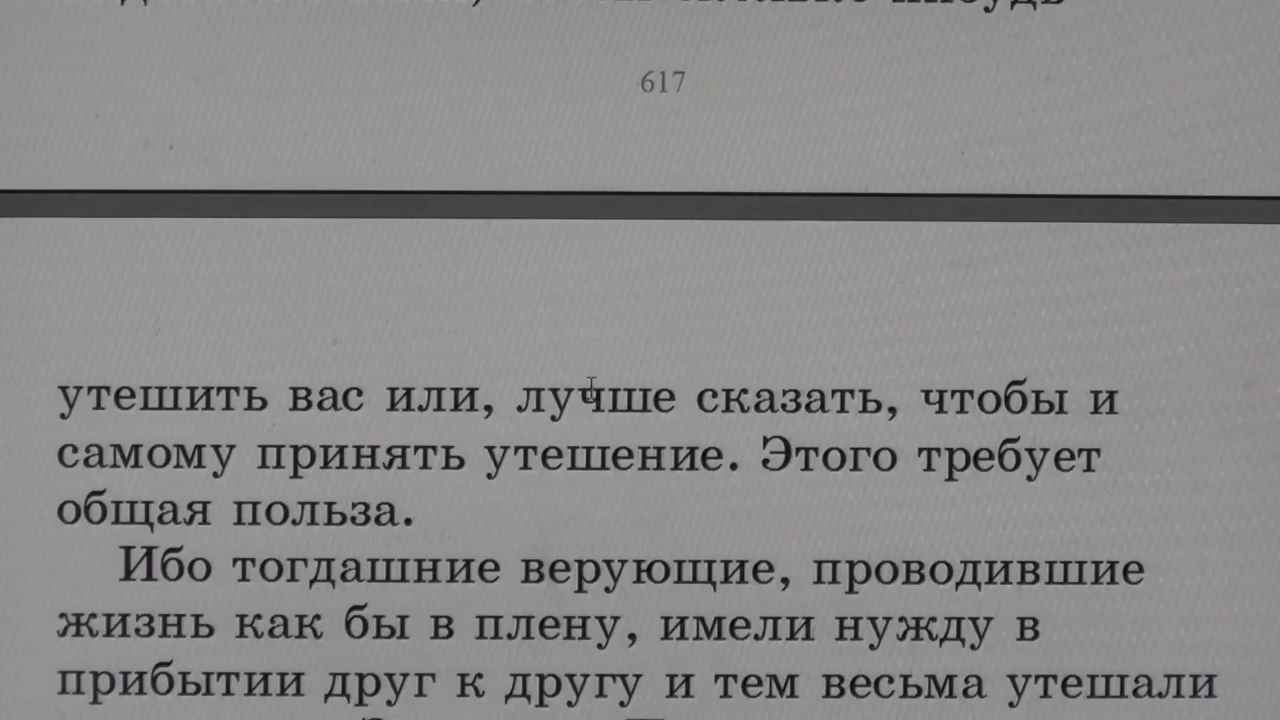 617
утешить вас или, лучше сказать, чтобы и
самому принять утешение. Этого требует
общая польза.
Ибо тогдашние верующие, проводившие
жизнь как бы в плену, имели нужду в
прибытии друг к другу и тем весьма утешали